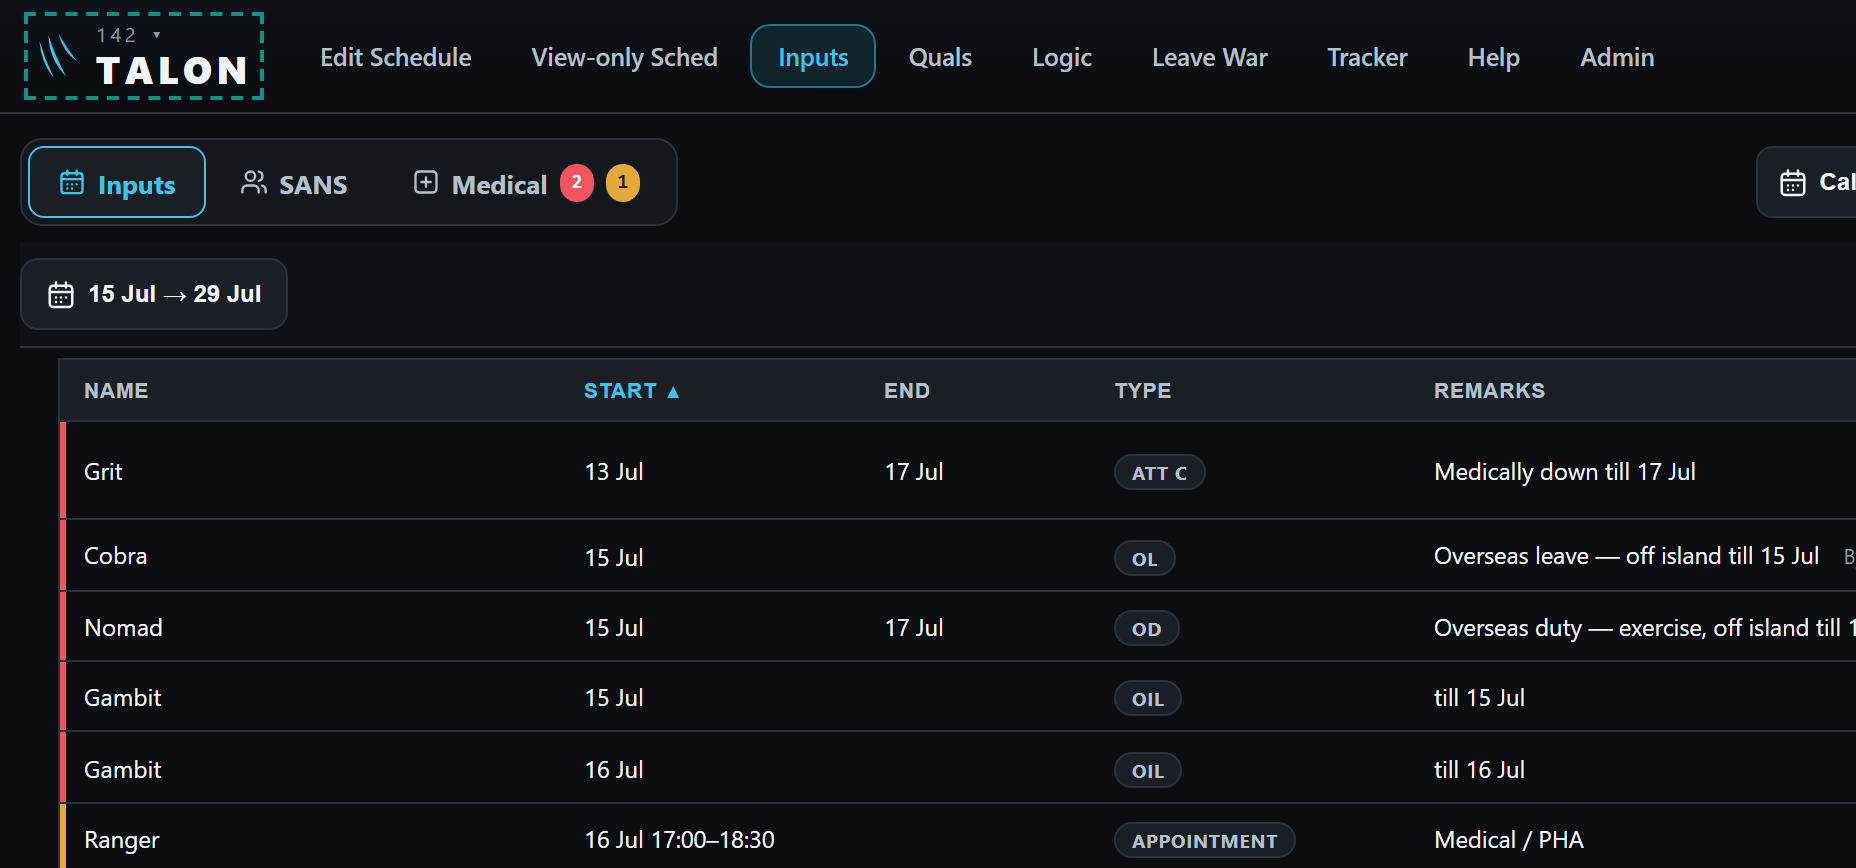 142 ▾
TALON
Edit Schedule View-only Sched Inputs Quals Logic Leave War Tracker Help Admin
Inputs SANS Medical 2 1
15 Jul → 29 Jul
NAME START ▲ END TYPE REMARKS
Grit 13 Jul 17 Jul ATT C Medically down till 17 Jul
Cobra 15 Jul OL Overseas leave — off island till 15 Jul
Nomad 15 Jul 17 Jul OD Overseas duty — exercise, off island till
Gambit 15 Jul OIL till 15 Jul
Gambit 16 Jul OIL till 16 Jul
Ranger 16 Jul 17:00–18:30 APPOINTMENT Medical / PHA